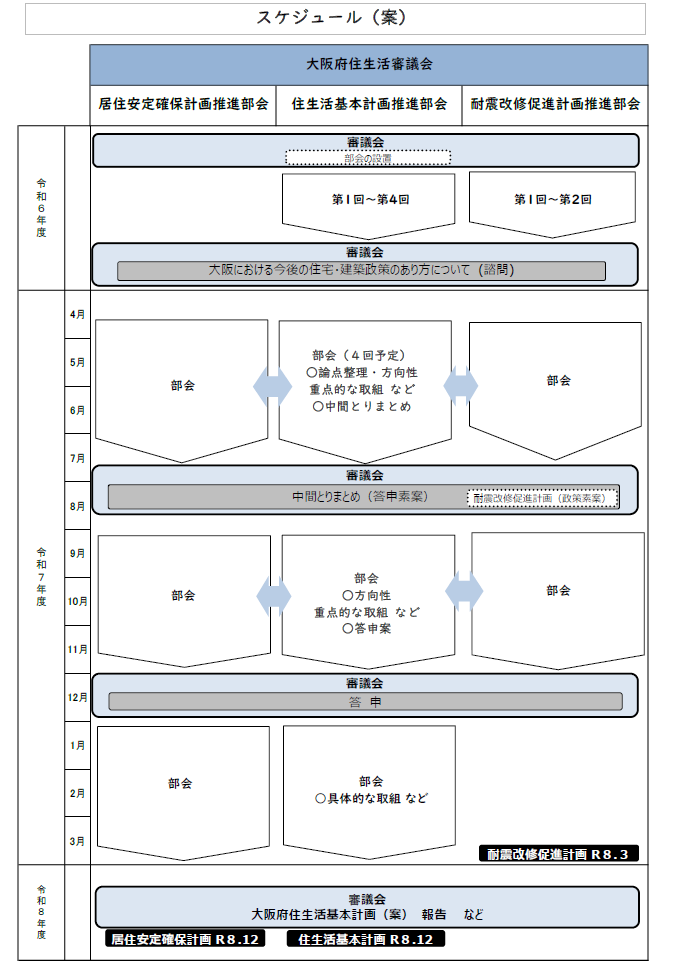 スケジュール（案）
大阪府住生活審議会
居住安定確保計画推進部会
住生活基本計画推進部会
耐震改修促進計画推進部会
令和６年度
審議会
部会の設置
第１回～第４回
第１回～第２回
審議会
大阪における今後の住宅・建築政策のあり方について（諮問）
令和７年度
4月
5月
6月
7月
8月
9月
10月
11月
12月
1月
2月
3月
部会
部会（４回予定）
○論点整理・方向性
重点的な取組 など
○中間とりまとめ
部会
審議会
中間とりまとめ（答申素案）
耐震改修促進計画（政策素案）
部会
部会
○方向性
重点的な取組 など
○答申案
部会
審議会
答 申
部会
部会
○具体的な取組 など
耐震改修促進計画Ｒ８.３
令和８年度
審議会
大阪府住生活基本計画（案） 報告 など
居住安定確保計画Ｒ８.12
住生活基本計画Ｒ８.12